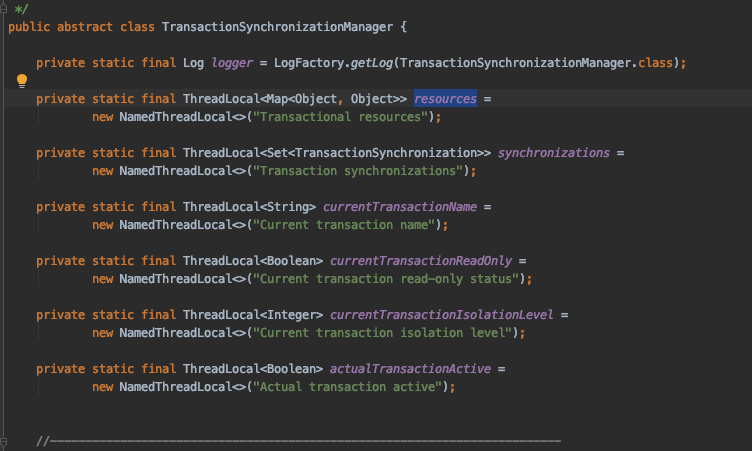 */
public abstract class TransactionSynchronizationManager {
private static final Log logger = LogFactory.getLog(TransactionSynchronizationManager.class);
private static final ThreadLocal<Map<Object, Object>> resources =
new NamedThreadLocal<>("Transactional resources");
private static final ThreadLocal<Set<TransactionSynchronization>> synchronizations =
new NamedThreadLocal<>("Transaction synchronizations");
private static final ThreadLocal<String> currentTransactionName =
new NamedThreadLocal<>("Current transaction name");
private static final ThreadLocal<Boolean> currentTransactionReadOnly =
new NamedThreadLocal<>("Current transaction read-only status");
private static final ThreadLocal<Integer> currentTransactionIsolationLevel =
new NamedThreadLocal<>("Current transaction isolation level");
private static final ThreadLocal<Boolean> actualTransactionActive =
new NamedThreadLocal<>("Actual transaction active");
//-------------------------------------------------------------------------